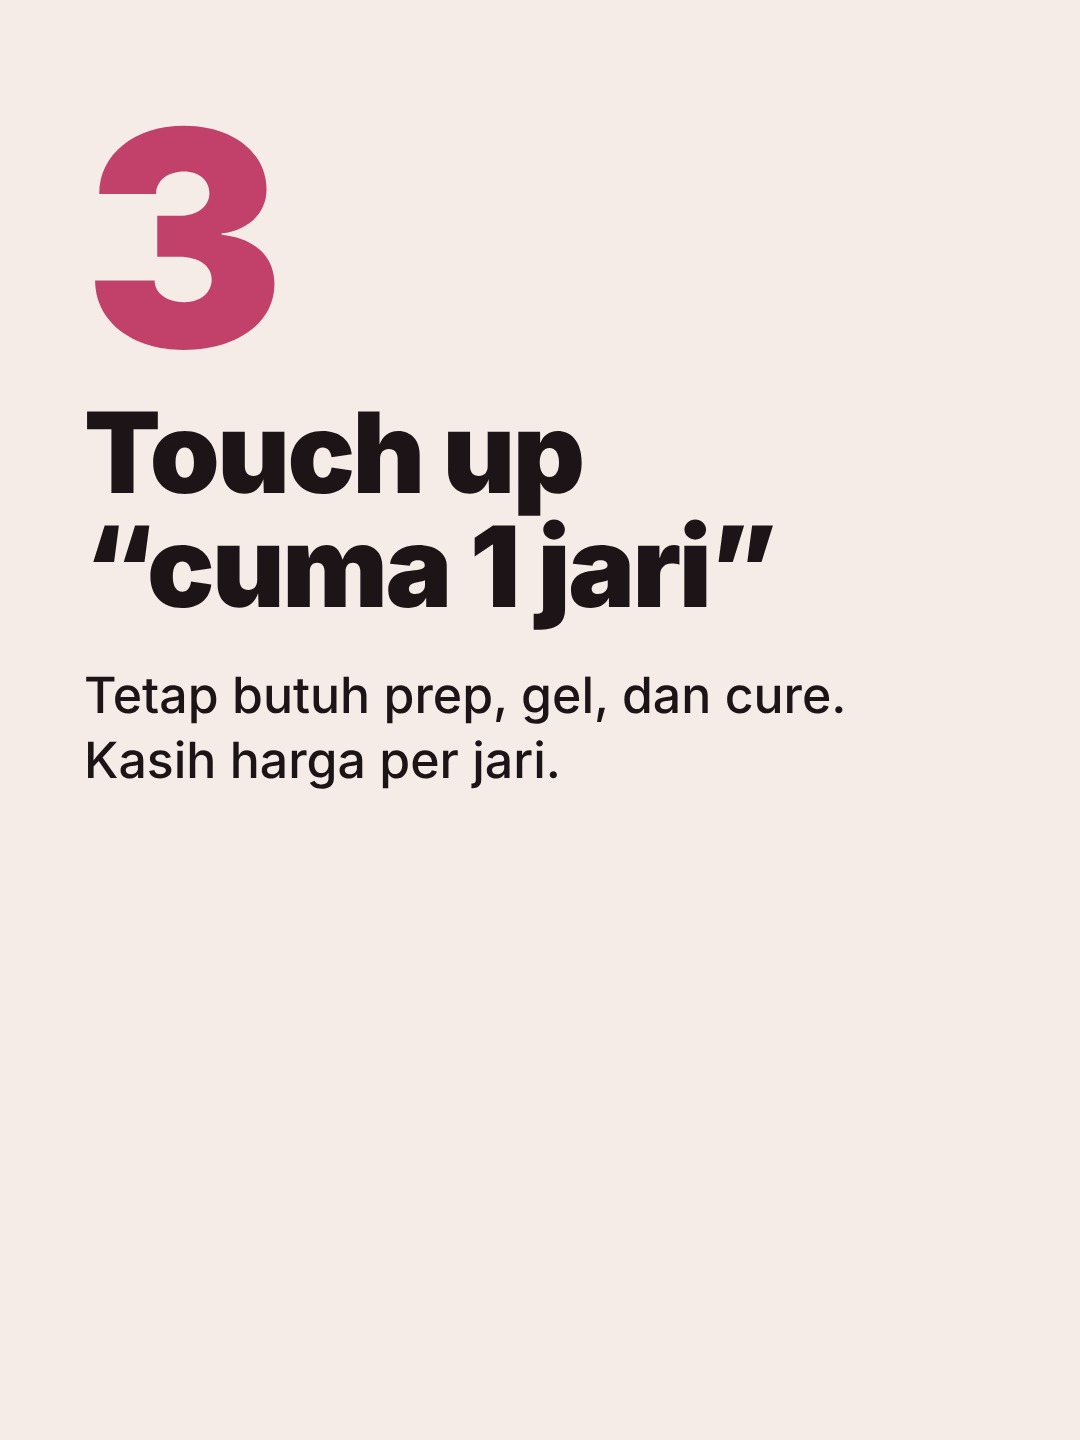 3
Touch up
“cuma 1 jari”
Tetap butuh prep, gel, dan cure.
Kasih harga per jari.